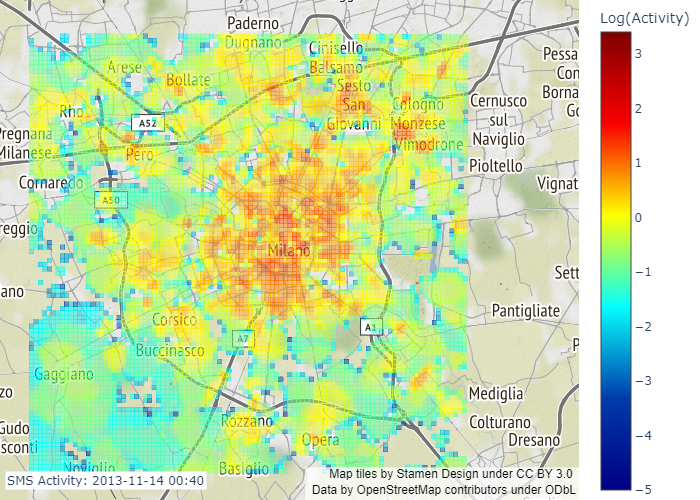 Log(Activity)
3
2
1
0
−1
−2
−3
−4
−5
Paderno
Dugnano
Cinisello
Balsamo
Arese
Bollate
Sesto
San
Giovanni
Cologno
Monzese
Vimodrone
Cernusco
sul
Naviglio
Pessa
Con
Borna
Go
Rho
A52
Pregnana
Milanese
Pero
Pioltello
Cornaredo
Vignat
A50
reggio
Milano
Sett
ano
Pantigliate
Corsico
A7
A1
Buccinasco
P
Gaggiano
Mediglia
zo
Rozzano
Colturano
Gudo
sconti
Opera
Dresano
Noviglio
Basiglio
SMS Activity: 2013-11-14 00:40
Map tiles by Stamen Design under CC BY 3.0
Data by OpenStreetMap contributors under ODbL